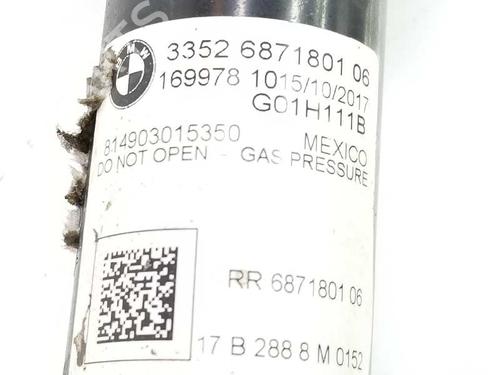 BMW
3352 6871801 06
169978 1015/10/2017
G01H111B
814903015350 MEXICO
DO NOT OPEN - GAS PRESSURE
RR 6871801 06
17 B 288 8 M 0152